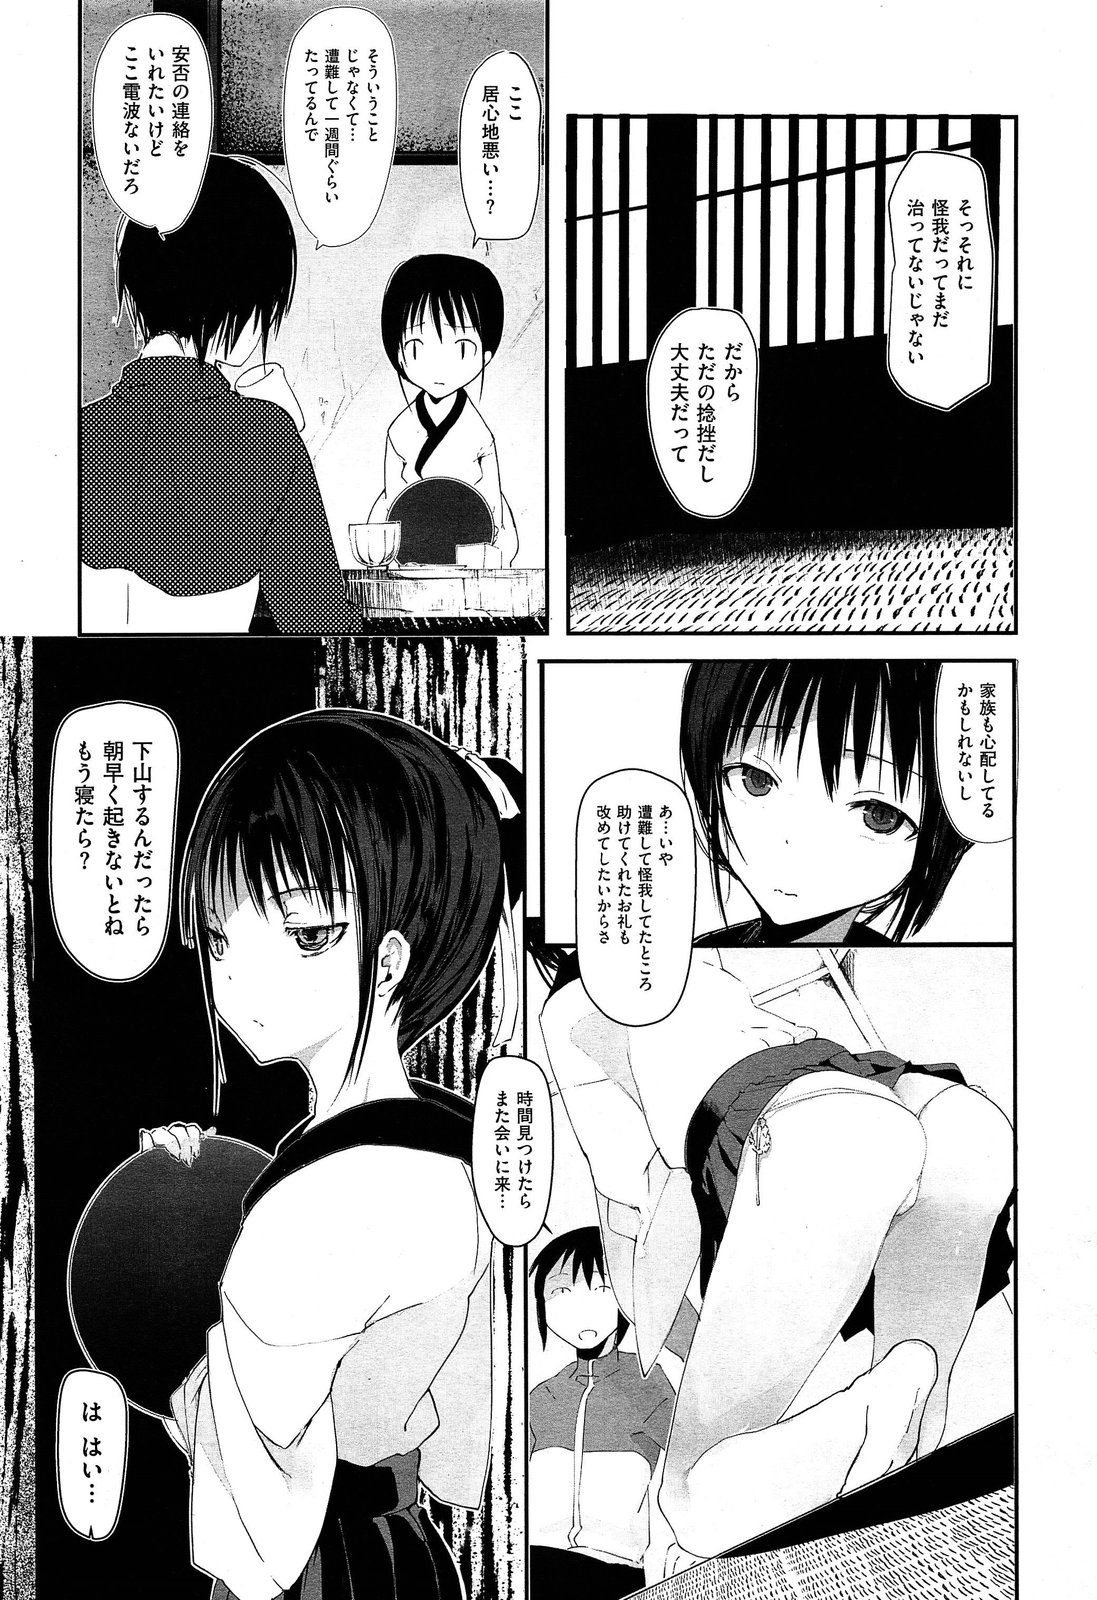 そっそれに
怪我だってまだ
治ってないじゃない
だから
ただの捻挫だし
大丈夫だって
ここ
居心地悪い…?
そういうこと
じゃなくて…
遭難して一週間ぐらい
たってるんで
安否の連絡を
いれたいけど
ここ電波ないだろ
家族も心配してる
かもしれないし
あ…いや
遭難して怪我してたところ
助けてくれたお礼も
改めてしたいからさ
時間見つけたら
また会いに来…
下山するんだったら
朝早く起きないとね
もう寝たら?
は はい…